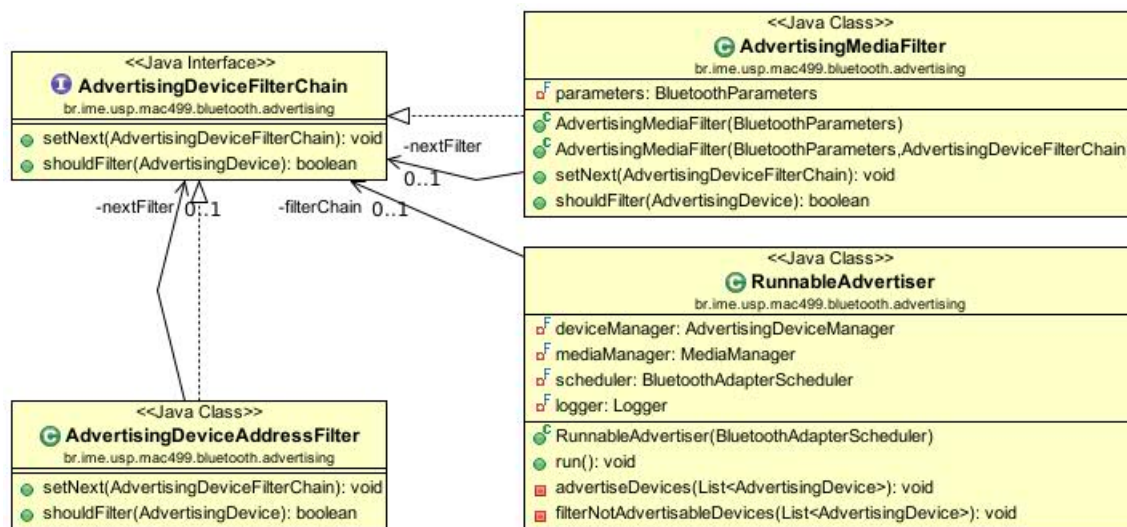 <<Java Interface>>
AdvertisingDeviceFilterChain
br.ime.usp.mac499.bluetooth.advertising
setNext(AdvertisingDeviceFilterChain): void
shouldFilter(AdvertisingDevice): boolean
<<Java Class>>
AdvertisingMediaFilter
br.ime.usp.mac499.bluetooth.advertising
parameters: BluetoothParameters
AdvertisingMediaFilter(BluetoothParameters)
AdvertisingMediaFilter(BluetoothParameters,AdvertisingDeviceFilterChain
setNext(AdvertisingDeviceFilterChain): void
shouldFilter(AdvertisingDevice): boolean
-nextFilter
0..1
-nextFilter
0..1
-filterChain
0..1
<<Java Class>>
RunnableAdvertiser
br.ime.usp.mac499.bluetooth.advertising
deviceManager: AdvertisingDeviceManager
mediaManager: MediaManager
scheduler: BluetoothAdapterScheduler
logger: Logger
RunnableAdvertiser(BluetoothAdapterScheduler)
run(): void
advertiseDevices(List<AdvertisingDevice>): void
filterNotAdvertisableDevices(List<AdvertisingDevice>): void
<<Java Class>>
AdvertisingDeviceAddressFilter
br.ime.usp.mac499.bluetooth.advertising
setNext(AdvertisingDeviceFilterChain): void
shouldFilter(AdvertisingDevice): boolean